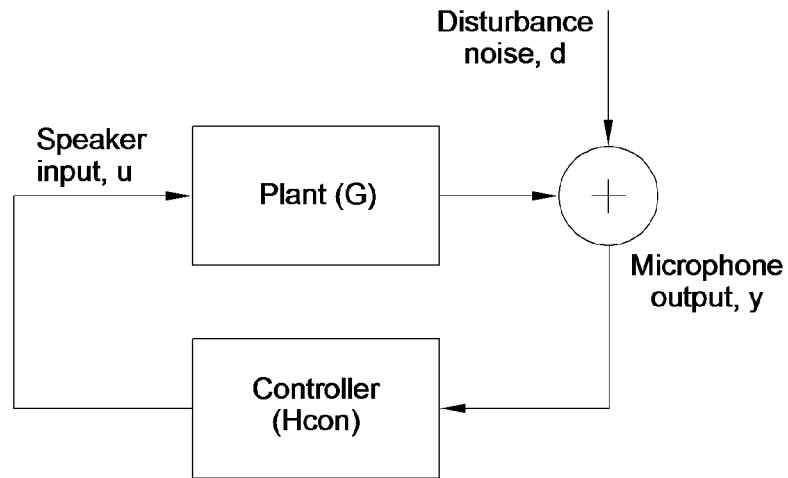 Disturbance
noise, d
Speaker
input, u
Plant (G)
+
Microphone
output, y
Controller
(Hcon)